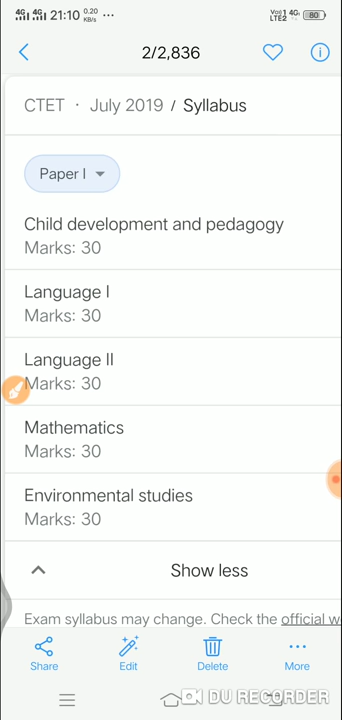 4G 4G 21:10 0.20 KB/s ... Vo) 1 4G LTE2 80
2/2,836
CTET · July 2019 / Syllabus
Paper I
Child development and pedagogy
Marks: 30
Language I
Marks: 30
Language II
Marks: 30
Mathematics
Marks: 30
Environmental studies
Marks: 30
Show less
Exam syllabus may change. Check the official w
Share Edit Delete More
DU RECORDER